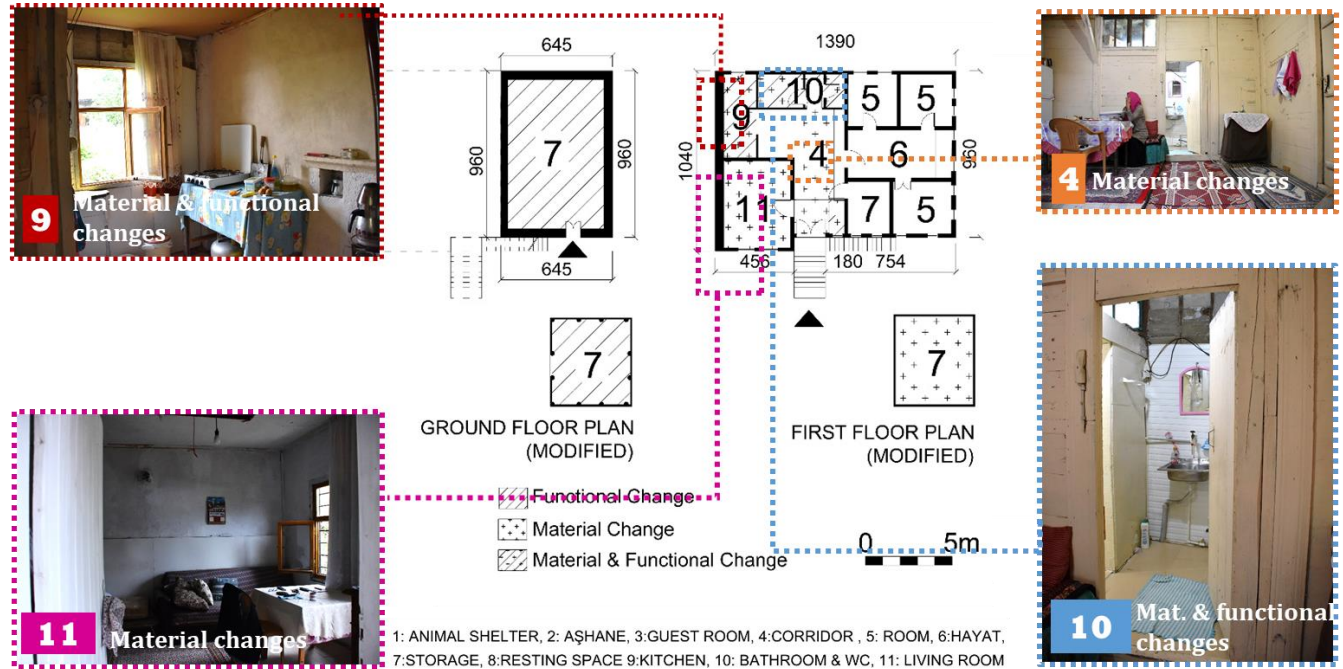 9 Material & functional
changes
645
960
7
960
645
1390
10
5
5
9
4
6
1040
960
11
7
5
456
180
754
4 Material changes
7
GROUND FLOOR PLAN
(MODIFIED)
7
FIRST FLOOR PLAN
(MODIFIED)
Functional Change
Material Change
Material & Functional Change
0 5m
11 Material changes
10 Mat. & functional
changes
1: ANIMAL SHELTER, 2: AŞHANE, 3:GUEST ROOM, 4:CORRIDOR , 5: ROOM, 6:HAYAT,
7:STORAGE, 8:RESTING SPACE 9:KITCHEN, 10: BATHROOM & WC, 11: LIVING ROOM